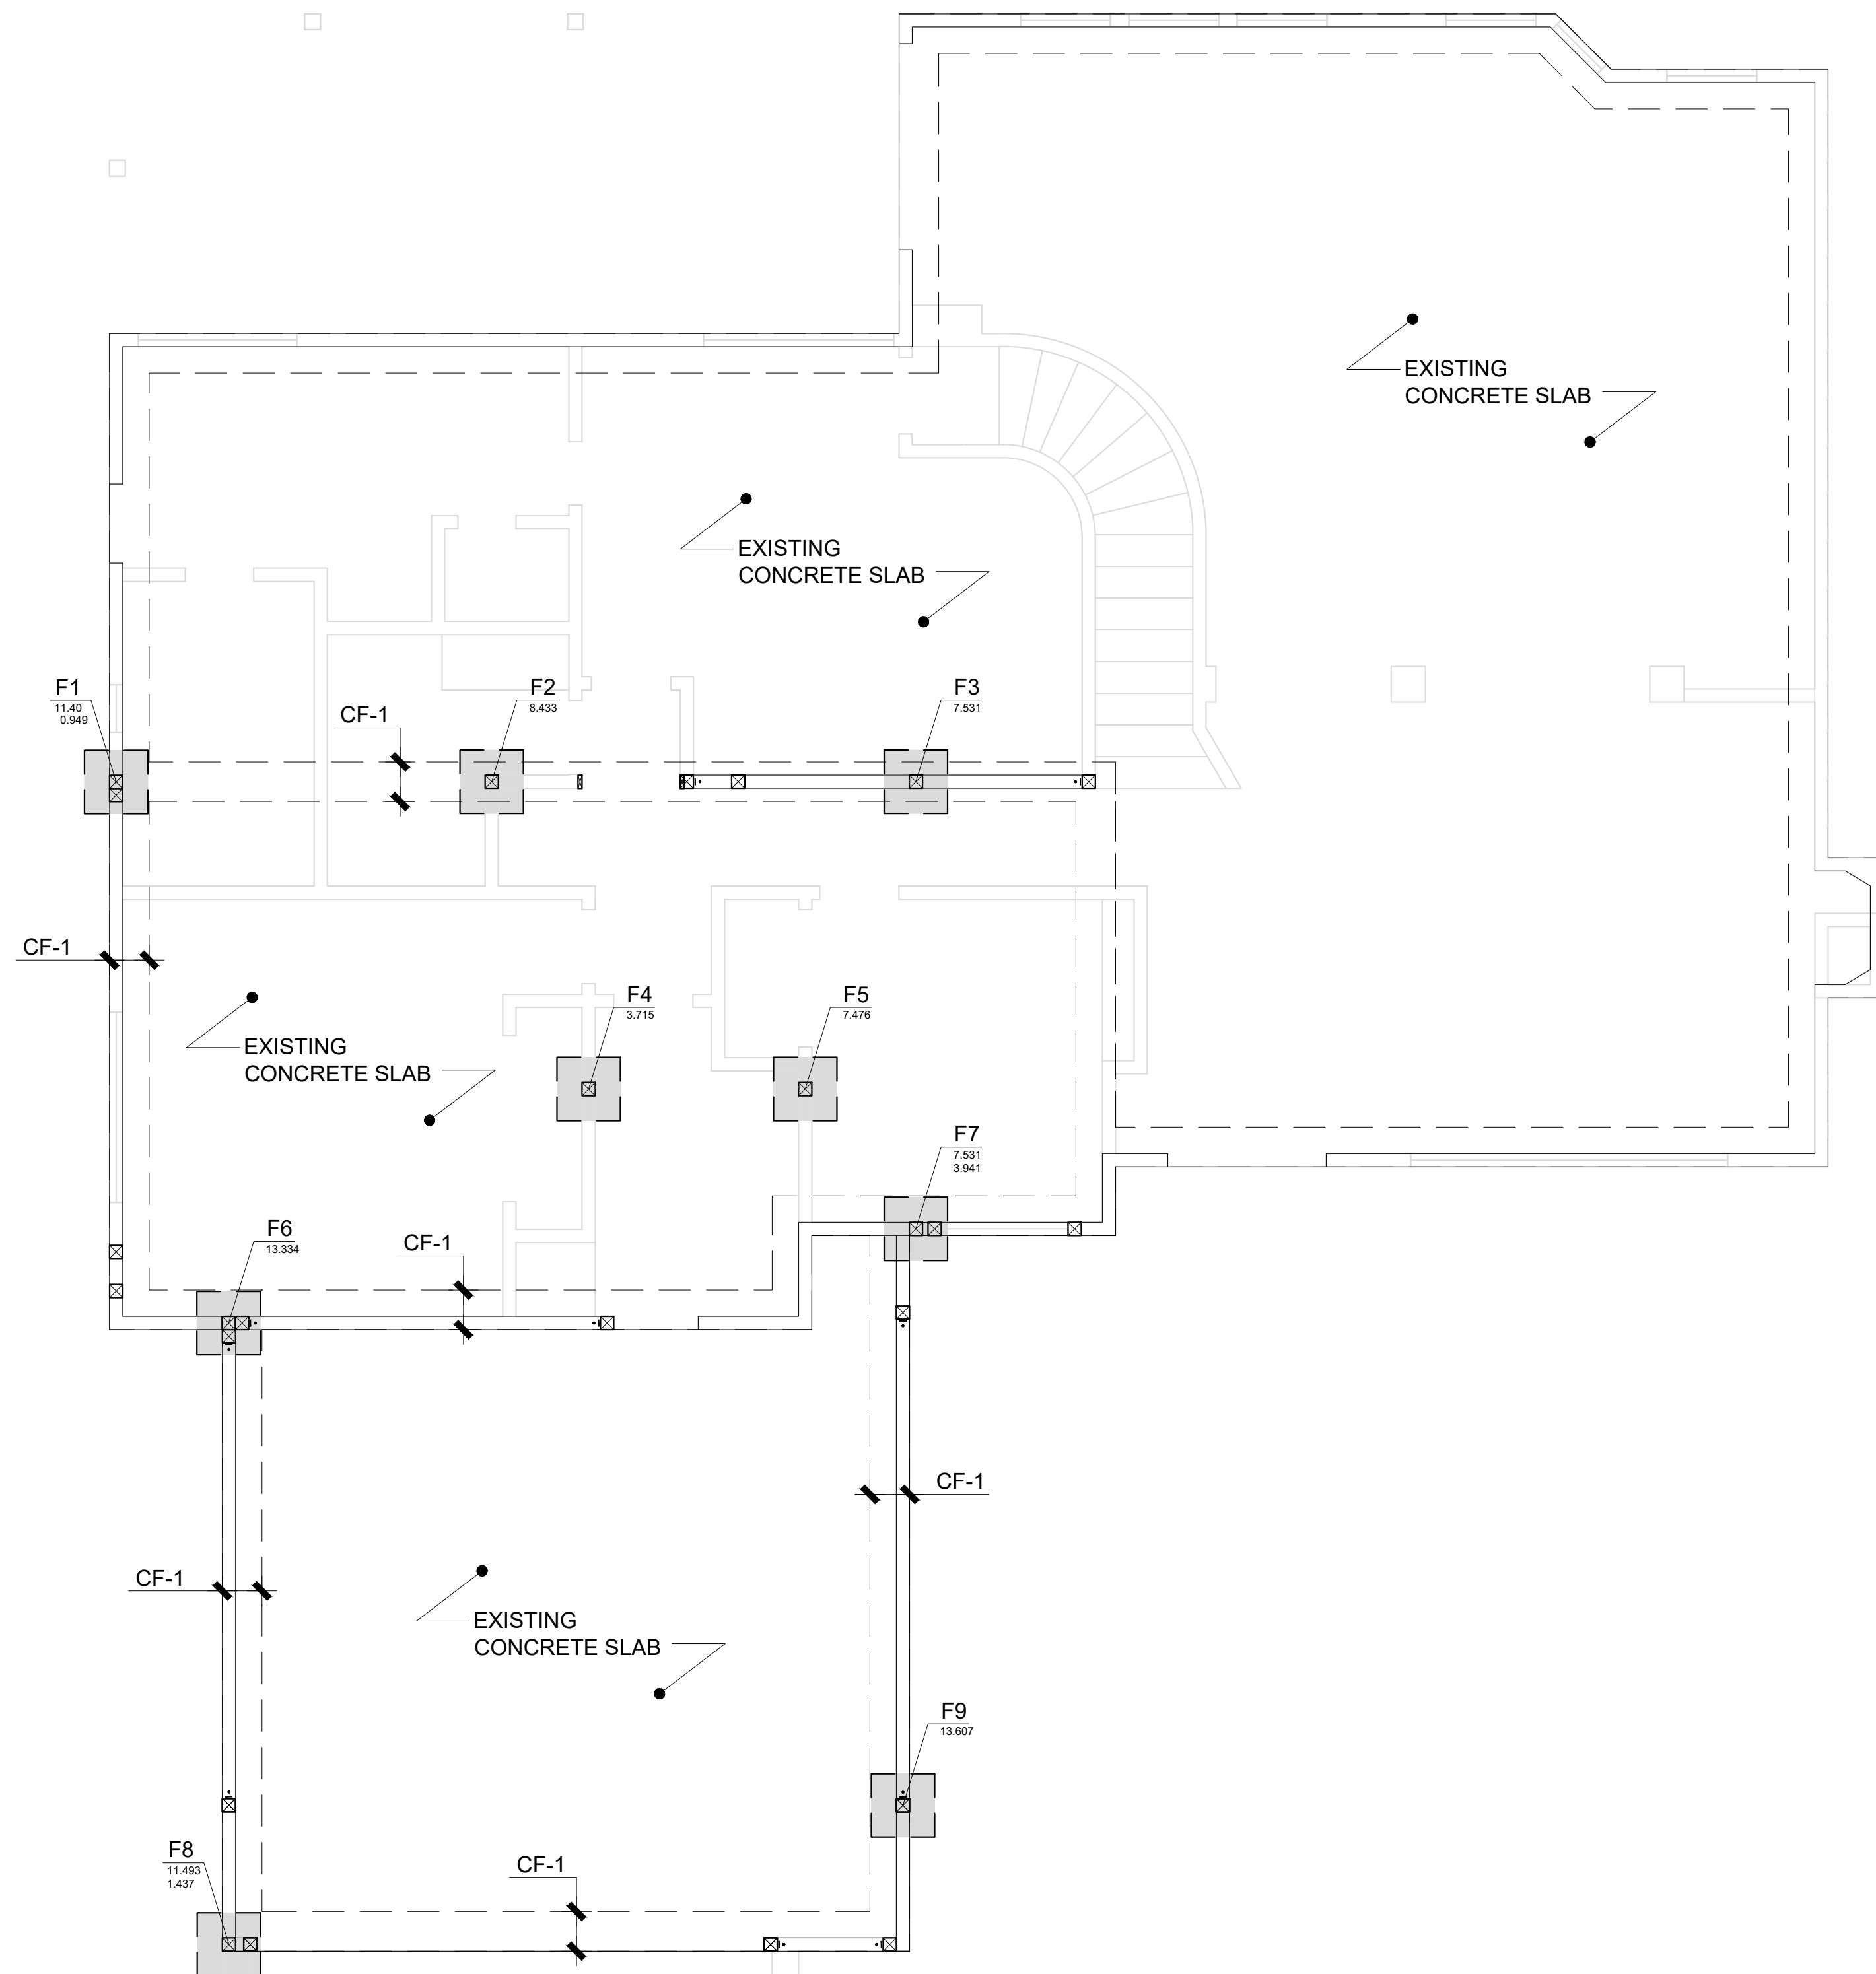 EXISTING
CONCRETE SLAB
EXISTING
CONCRETE SLAB
F1
11.40
0.949
CF-1
F2
8.433
F3
7.531
CF-1
EXISTING
CONCRETE SLAB
F4
3.715
F5
7.476
F7
7.531
3.941
F6
13.334
CF-1
CF-1
CF-1
EXISTING
CONCRETE SLAB
F9
13.607
F8
11.493
1.437
CF-1